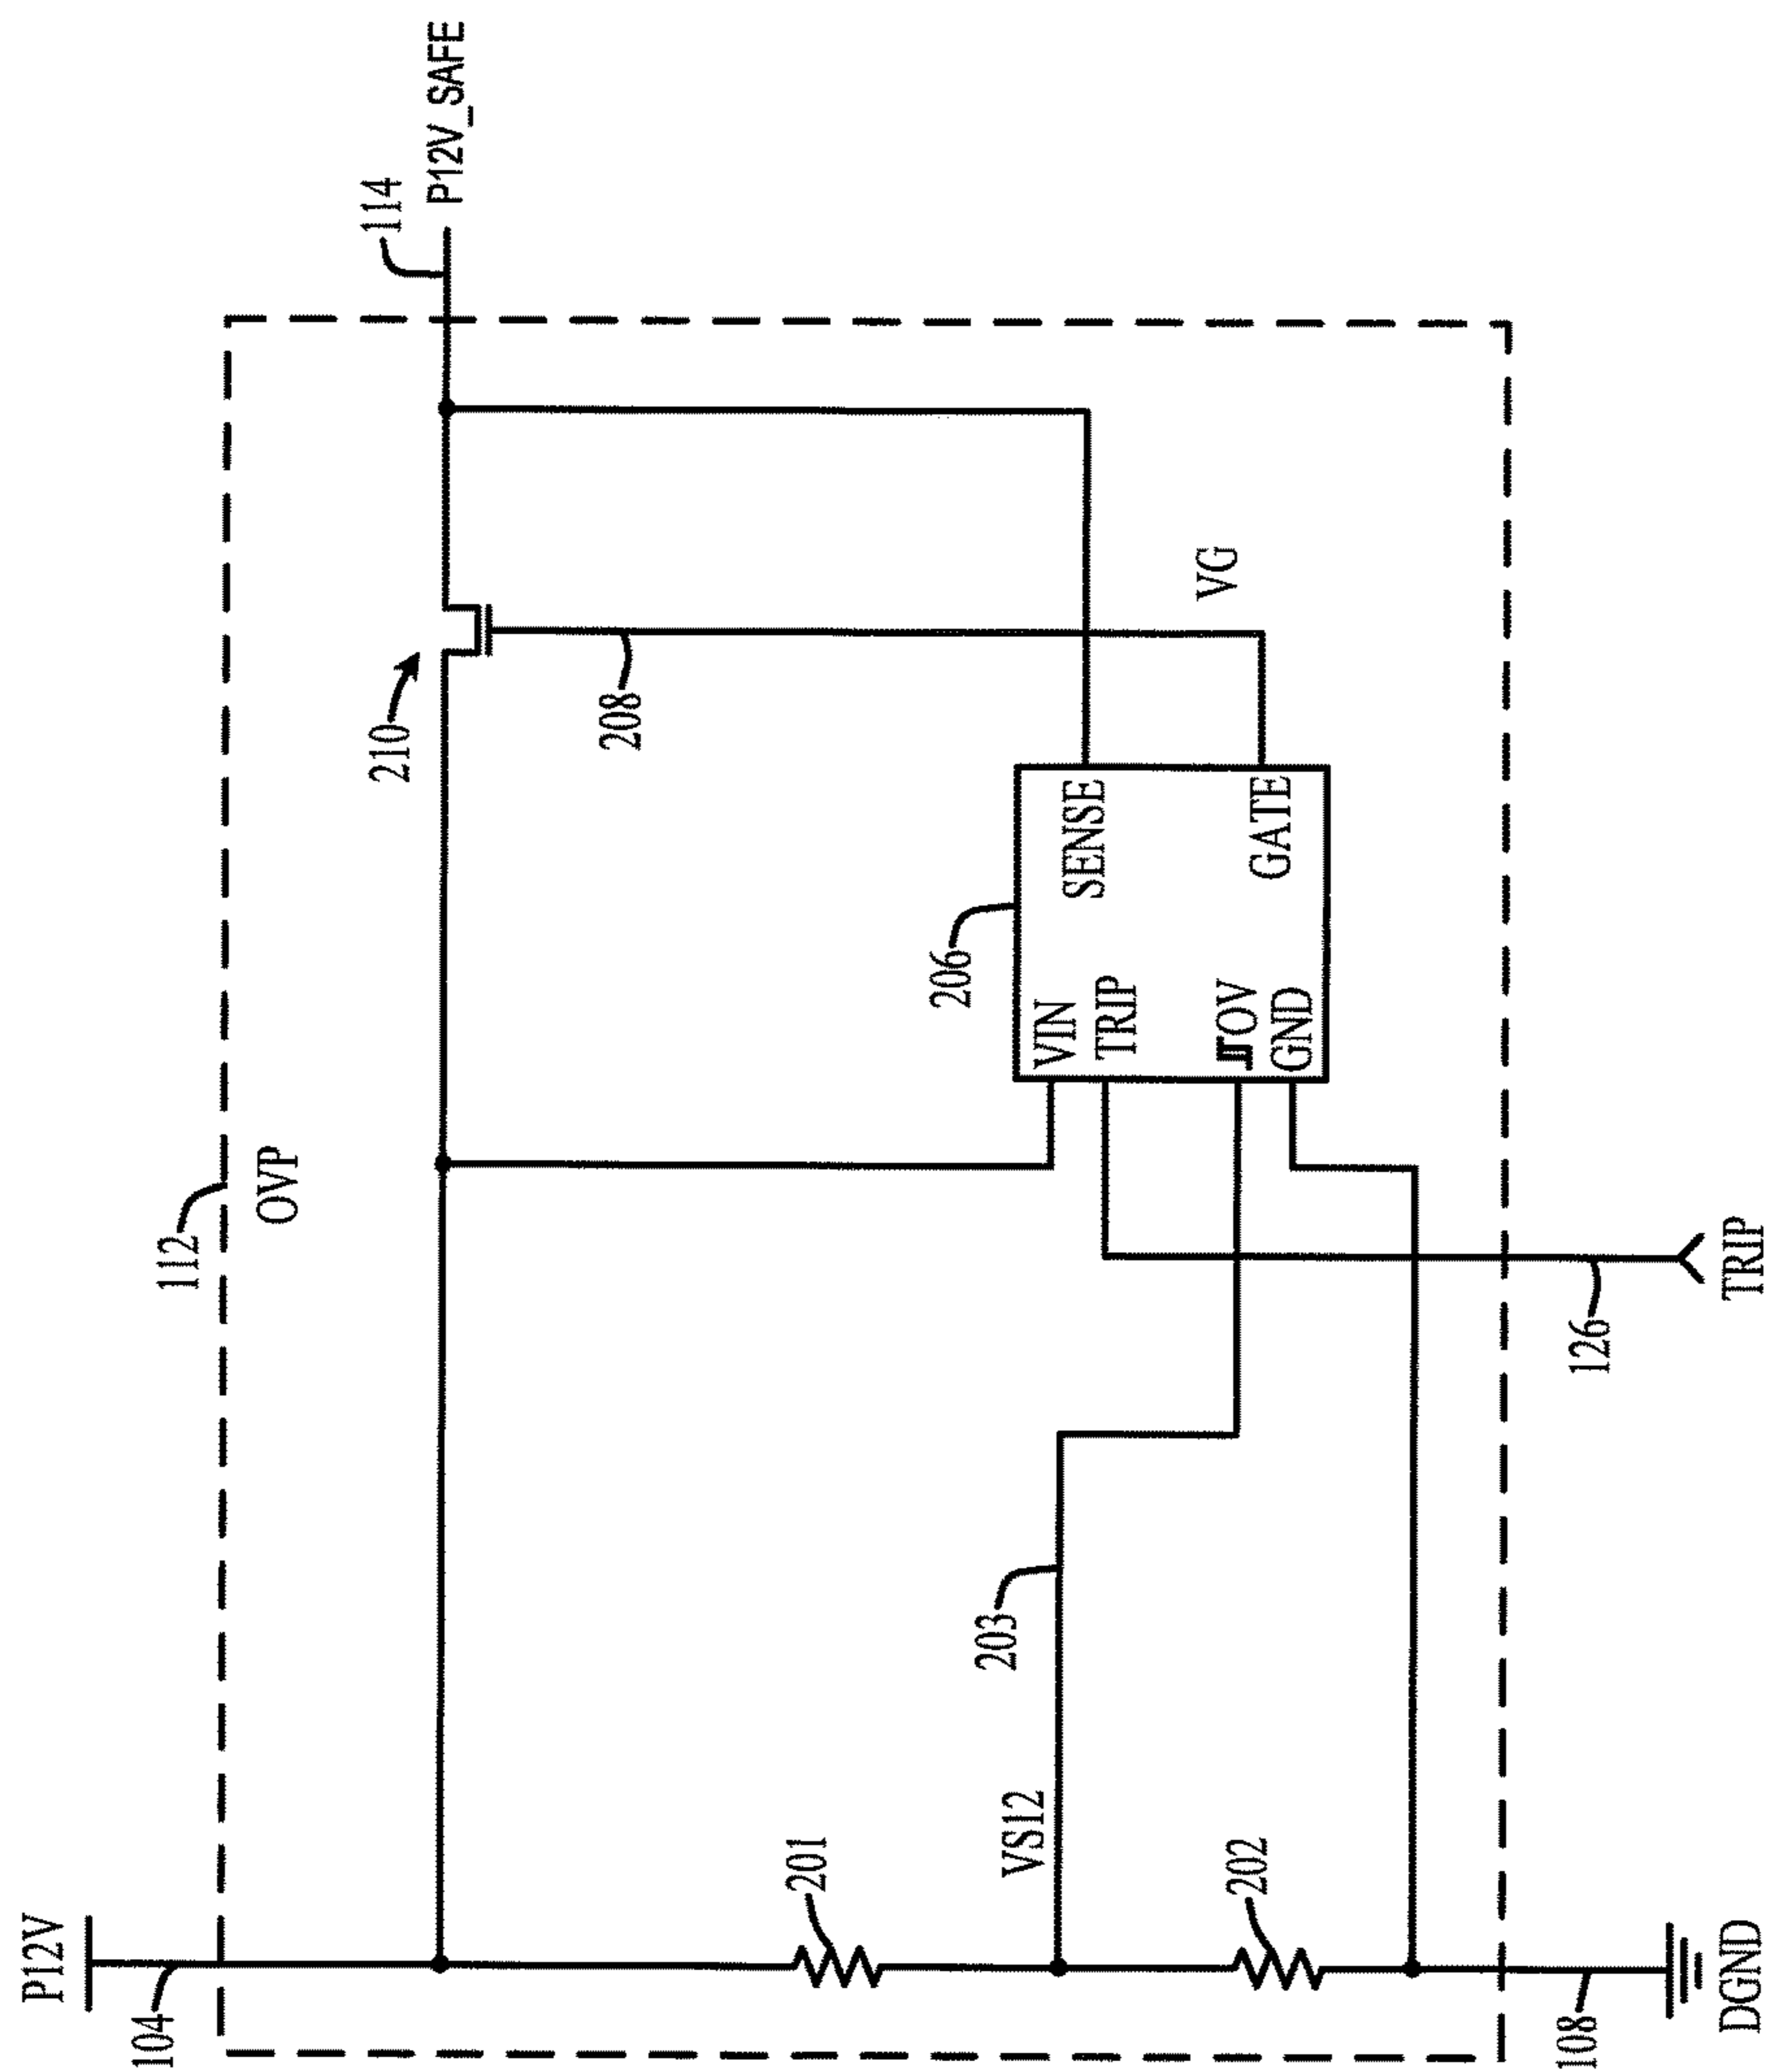 P12V
104
112
OVP
114
P12V_SAFE
210
208
VG
206
VIN
TRIP
OV
GND
SENSE
GATE
201
VS12
203
202
126
TRIP
108
DGND